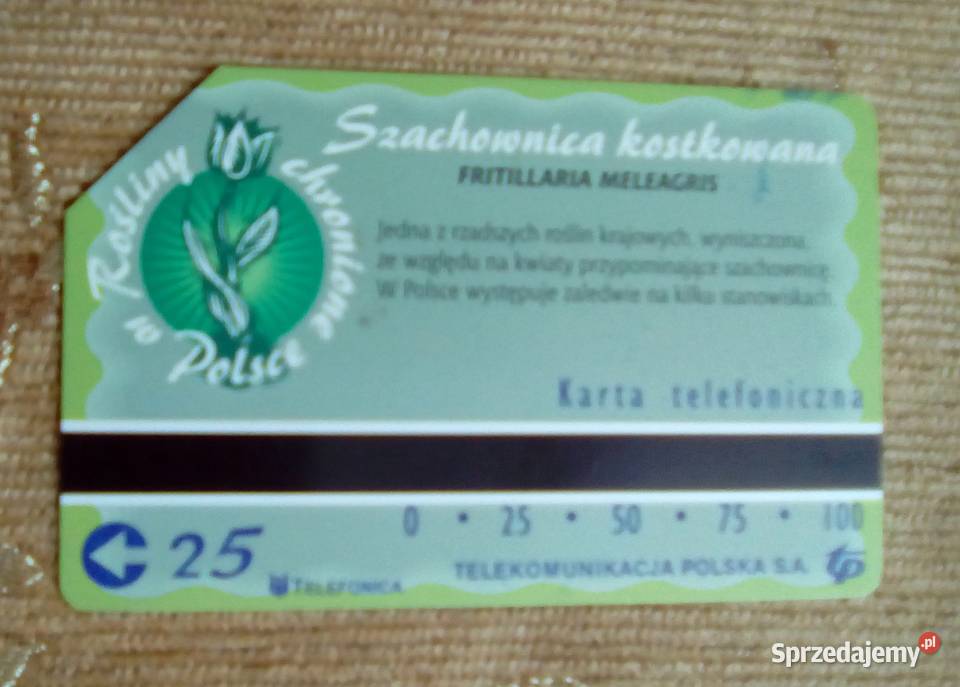 Rośliny chronione w Polsce
Szachownica kostkowana
FRITILLARIA MELEAGRIS
Jedna z rzadszych roślin krajowych, wyniszczona
ze względu na kwiaty przypominające szachownicę.
W Polsce występuje zaledwie na kilku stanowiskach.
Karta telefoniczna
0 • 25 • 50 • 75 • 100
25
TELEFONICA
TELEKOMUNIKACJA POLSKA S.A.
tp
Sprzedajemy.pl